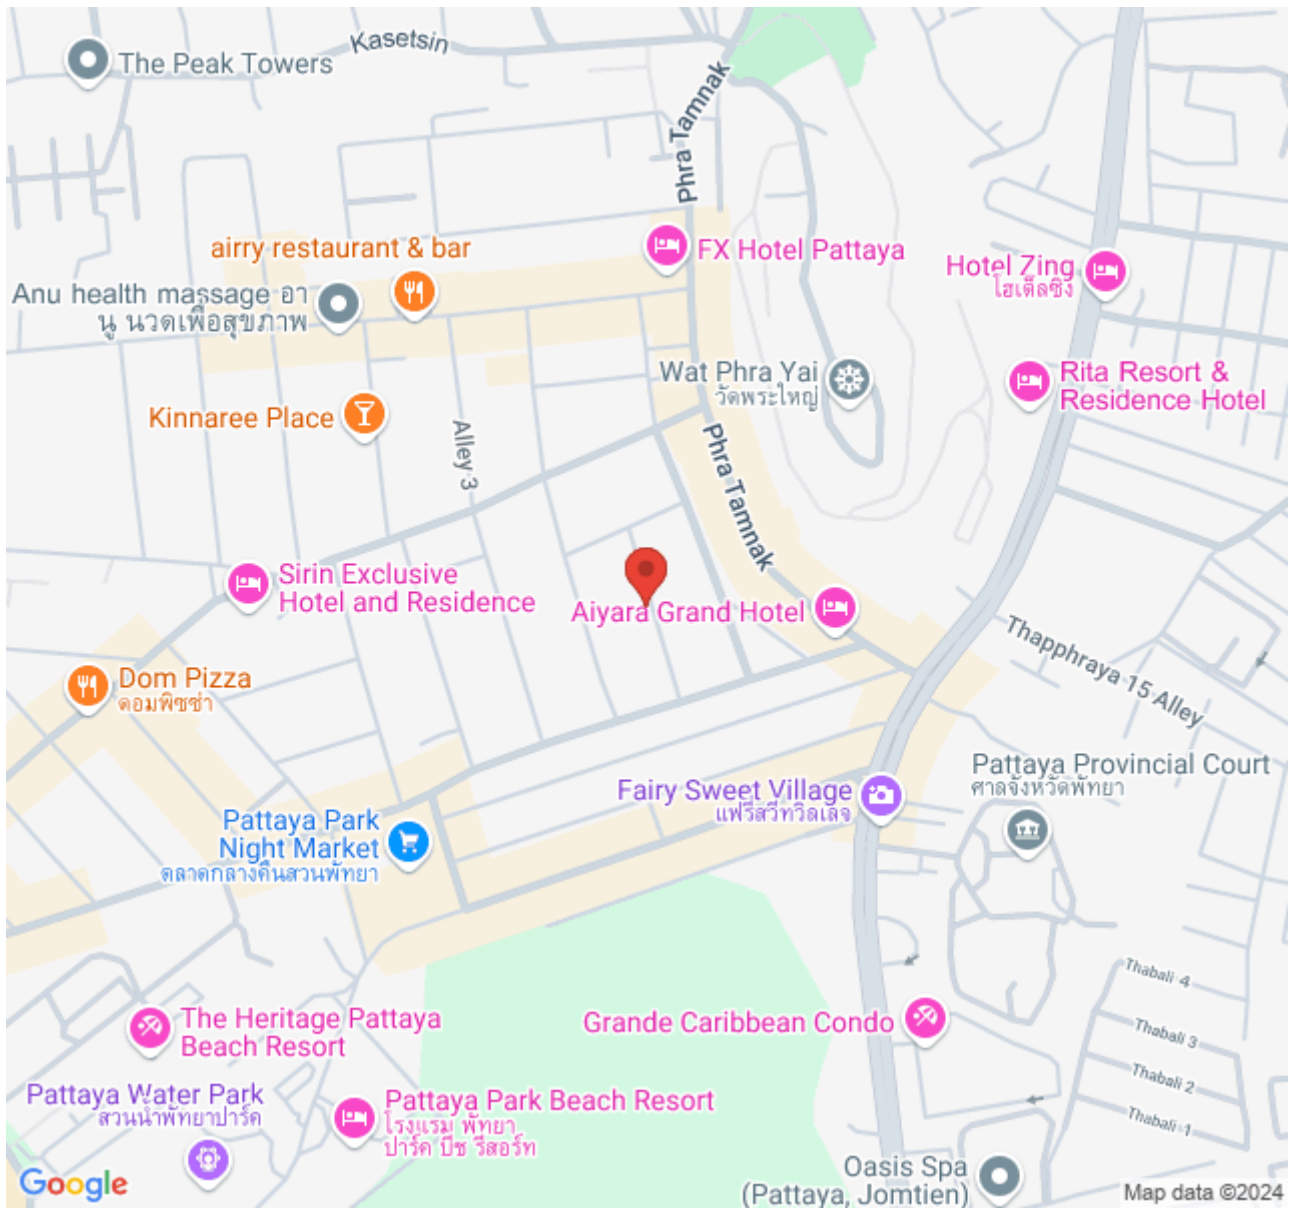 Kasetsin
The Peak Towers
Phra Tamnak
airry restaurant & bar
FX Hotel Pattaya
Hotel Zing
โฮเต็ลซิง
Anu health massage อา
นู นวดเพื่อสุขภาพ
Wat Phra Yai
วัดพระใหญ่
Rita Resort &
Residence Hotel
Kinnaree Place
Alley 3
Phra Tamnak
Sirin Exclusive
Hotel and Residence
Aiyara Grand Hotel
Thapphraya 15 Alley
Dom Pizza
ดอมพิซซ่า
Pattaya Provincial Court
ศาลจังหวัดพัทยา
Fairy Sweet Village
แฟรี่สวีทวิลเลจ
Pattaya Park
Night Market
ตลาดกลางคืนสวนพัทยา
Thabali 4
The Heritage Pattaya
Beach Resort
Grande Caribbean Condo
Thabali 3
Thabali 2
Pattaya Water Park
สวนน้ำพัทยาปาร์ค
Pattaya Park Beach Resort
โรงแรม พัทยา
ปาร์ค บีช รีสอร์ท
Thabali 1
Oasis Spa
(Pattaya, Jomtien)
Google
Map data ©2024